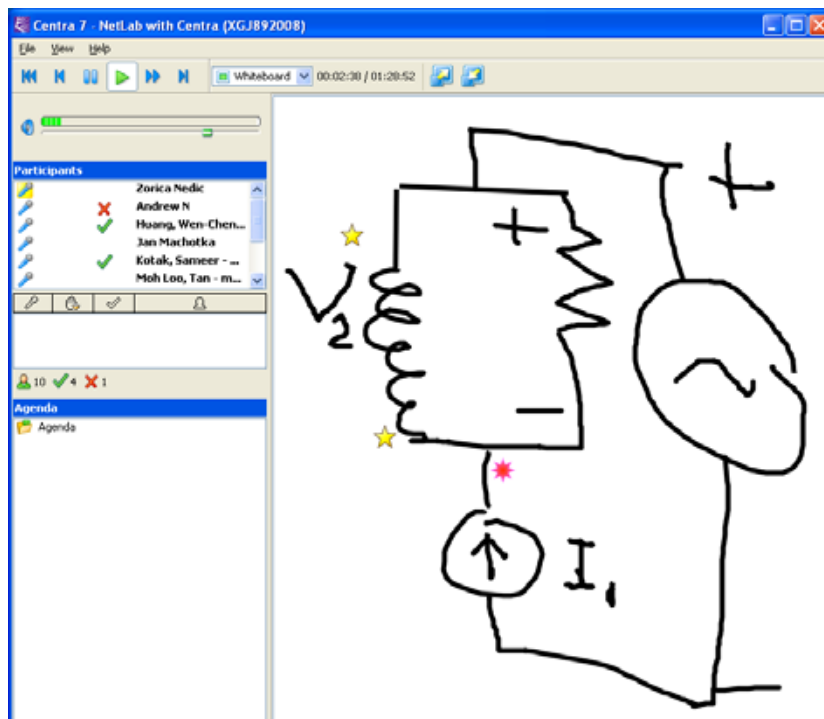 Centra 7 - NetLab with Centra (XGJ892008)
File View Help
Whiteboard 00:02:38 / 01:28:52
Participants
Zorica Nedic
Andrew N
Huang, Wen-Chen...
Jan Machotka
Kotak, Sameer - ...
Moh Loo, Tan - m...
10 4 1
Agenda
Agenda
+
+
V2
−
I1
−